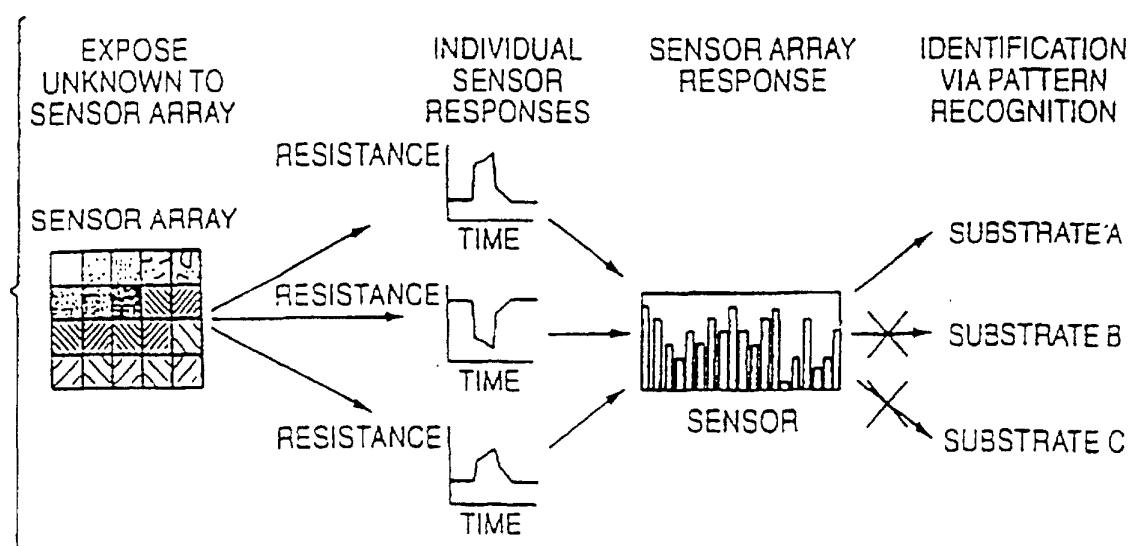 EXPOSE
UNKNOWN TO
SENSOR ARRAY
INDIVIDUAL
SENSOR
RESPONSES
SENSOR ARRAY
RESPONSE
IDENTIFICATION
VIA PATTERN
RECOGNITION
SENSOR ARRAY
RESISTANCE
TIME
RESISTANCE
TIME
RESISTANCE
TIME
SENSOR
SUBSTRATE A
SUBSTRATE B
SUBSTRATE C